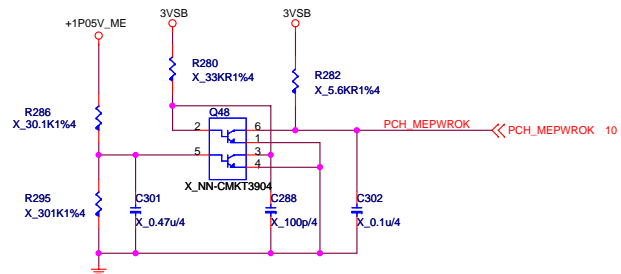 +1P05V_ME
3VSB
3VSB
R280
X_33KR1%4
R282
X_5.6KR1%4
R286
X_30.1K1%4
Q48
2
6
1
5
3
4
X_NN-CMKT3904
PCH_MEPWROK
PCH_MEPWROK 10
R295
X_301K1%4
C301
X_0.47u/4
C288
X_100p/4
C302
X_0.1u/4